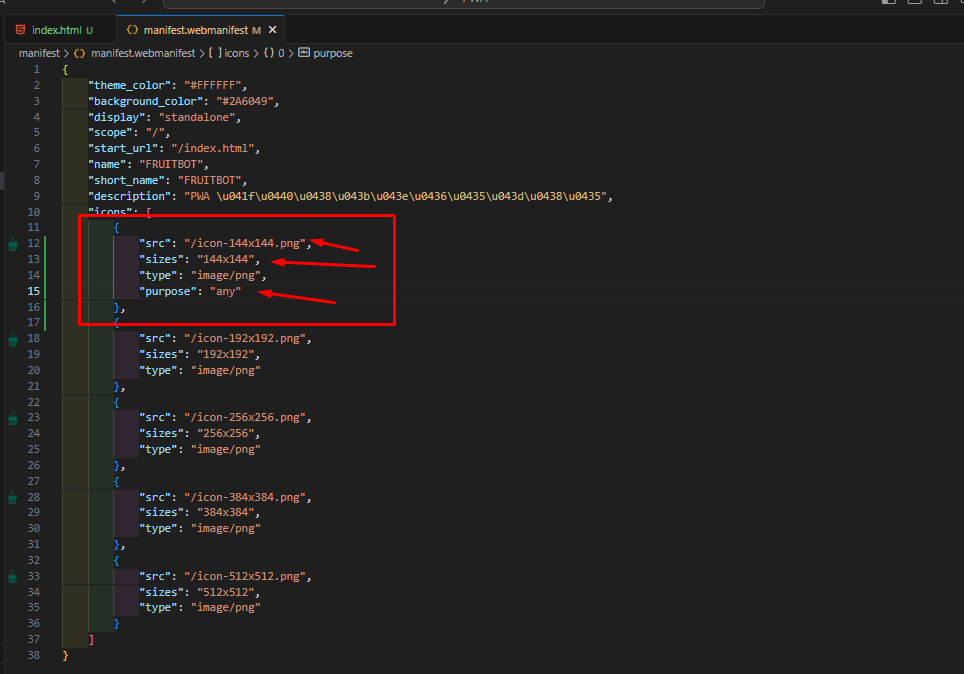 index.html U
manifest.webmanifest M
manifest > manifest.webmanifest > [ ] icons > {} 0 > purpose
1 {
2 "theme_color": "#FFFFFF",
3 "background_color": "#2A6049",
4 "display": "standalone",
5 "scope": "/",
6 "start_url": "/index.html",
7 "name": "FRUITBOT",
8 "short_name": "FRUITBOT",
9 "description": "PWA \u041f\u0440\u0438\u043b\u043e\u0436\u0435\u043d\u0438\u0435",
10 "icons": [
11 {
12 "src": "/icon-144x144.png",
13 "sizes": "144x144",
14 "type": "image/png",
15 "purpose": "any"
16 },
17 {
18 "src": "/icon-192x192.png",
19 "sizes": "192x192",
20 "type": "image/png"
21 },
22 {
23 "src": "/icon-256x256.png",
24 "sizes": "256x256",
25 "type": "image/png"
26 },
27 {
28 "src": "/icon-384x384.png",
29 "sizes": "384x384",
30 "type": "image/png"
31 },
32 {
33 "src": "/icon-512x512.png",
34 "sizes": "512x512",
35 "type": "image/png"
36 }
37 ]
38 }